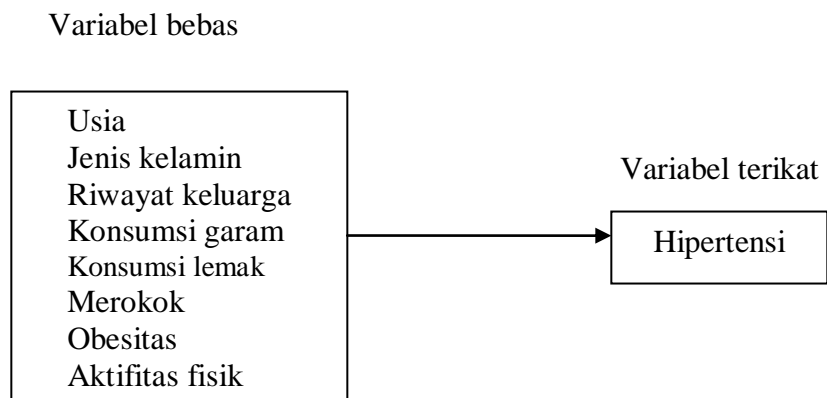 Variabel bebas
Usia
Jenis kelamin
Riwayat keluarga
Konsumsi garam
Konsumsi lemak
Merokok
Obesitas
Aktifitas fisik
Variabel terikat
Hipertensi